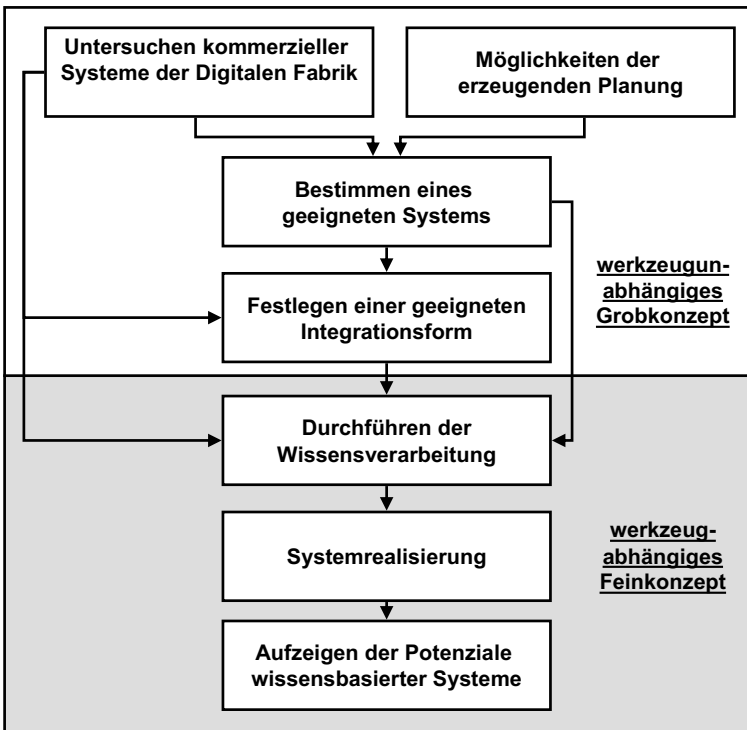 Untersuchen kommerzieller
Systeme der Digitalen Fabrik
Möglichkeiten der
erzeugenden Planung
Bestimmen eines
geeigneten Systems
werkzeugun-
abhängiges
Grobkonzept
Festlegen einer geeigneten
Integrationsform
Durchführen der
Wissensverarbeitung
Systemrealisierung
werkzeug-
abhängiges
Feinkonzept
Aufzeigen der Potenziale
wissensbasierter Systeme